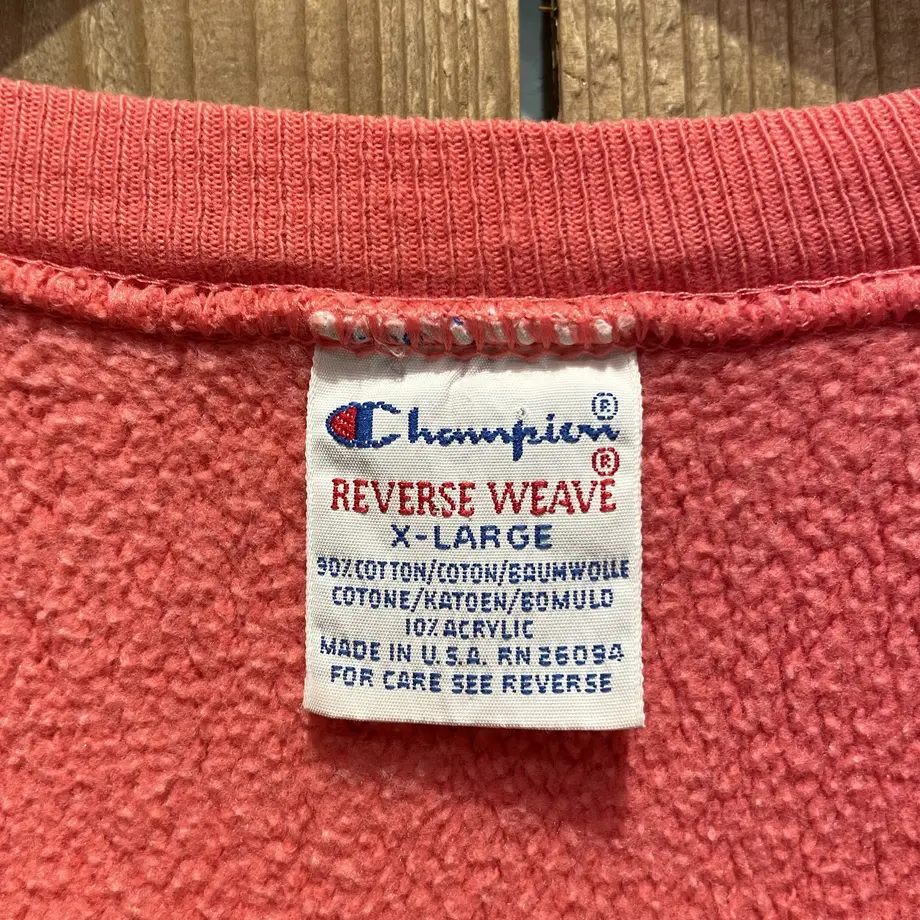 Champion®
®
REVERSE WEAVE
X-LARGE
90% COTTON/COTON/BAUMWOLLE
COTONE/KATOEN/BOMULD
10% ACRYLIC
MADE IN U.S.A. RN 26094
FOR CARE SEE REVERSE